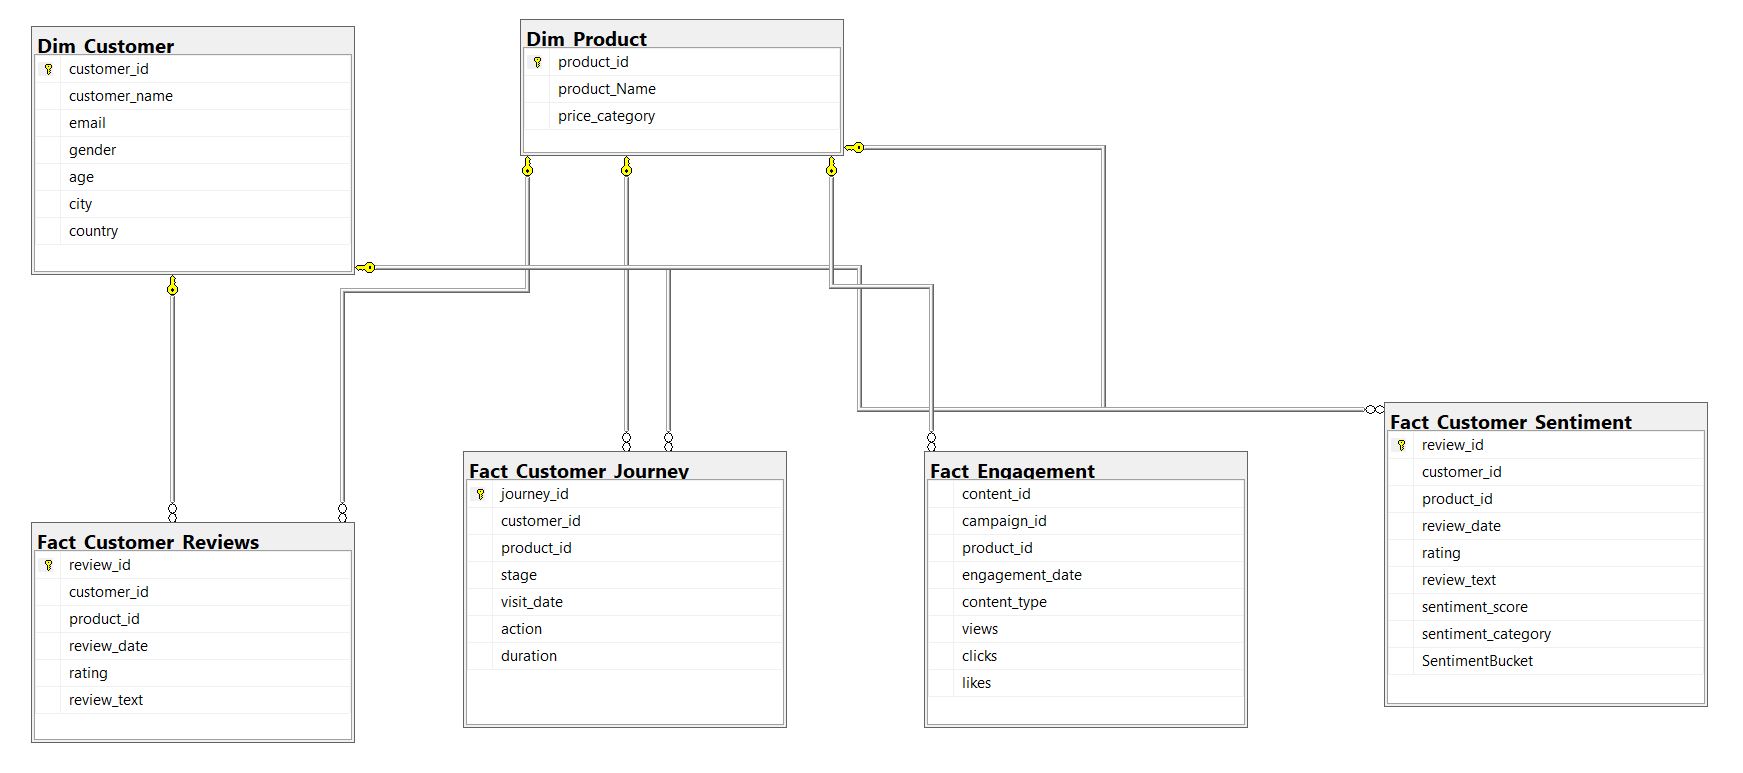 Dim_Customer
customer_id
customer_name
email
gender
age
city
country
Dim_Product
product_id
product_Name
price_category
Fact_Customer_Reviews
review_id
customer_id
product_id
review_date
rating
review_text
Fact_Customer_Journey
journey_id
customer_id
product_id
stage
visit_date
action
duration
Fact_Engagement
content_id
campaign_id
product_id
engagement_date
content_type
views
clicks
likes
Fact_Customer_Sentiment
review_id
customer_id
product_id
review_date
rating
review_text
sentiment_score
sentiment_category
SentimentBucket